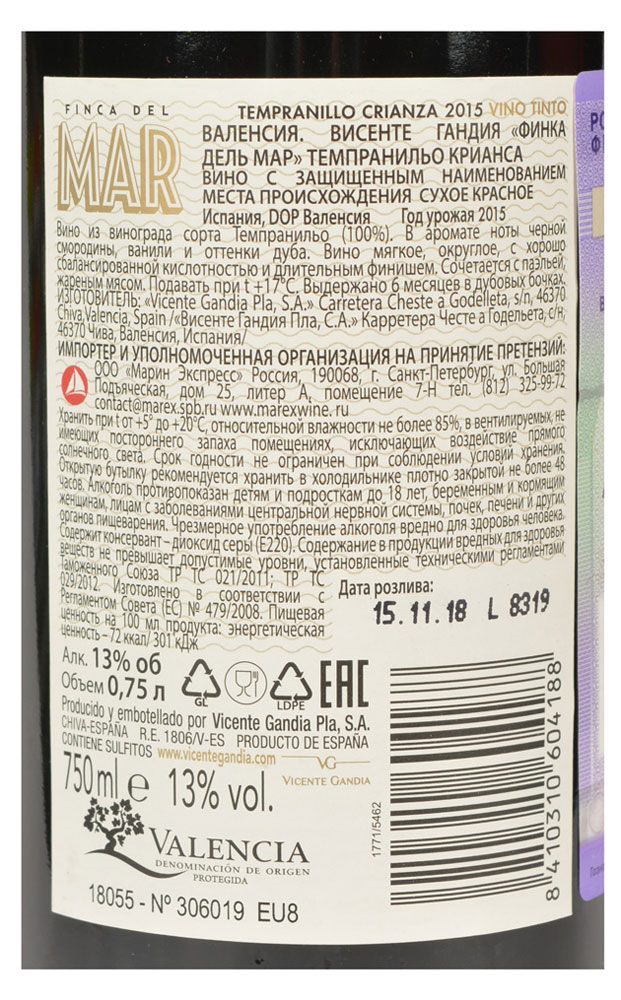 FINCA DEL
MAR
TEMPRANILLO CRIANZA 2015 VINO TINTO
ВАЛЕНСИЯ. ВИСЕНТЕ ГАНДИЯ «ФИНКА
ДЕЛЬ МАР» ТЕМПРАНИЛЬО КРИАНСА
ВИНО С ЗАЩИЩЕННЫМ НАИМЕНОВАНИЕМ
МЕСТА ПРОИСХОЖДЕНИЯ СУХОЕ КРАСНОЕ
Испания, DOP Валенсия Год урожая 2015
Вино из винограда сорта Темпранильо (100%). В аромате ноты черной
смородины, ванили и оттенки дуба. Вино мягкое, округлое, с хорошо
сбалансированной кислотностью и длительным финишем. Сочетается с паэльей,
жареным мясом. Подавать при t +17°С. Выдержано 6 месяцев в дубовых бочках.
ИЗГОТОВИТЕЛЬ: «Vicente Gandia Pla, S.A.» Carretera Cheste a Godelleta, s/n, 46370
Chiva.Valencia, Spain /«Висенте Гандия Пла, С.А.» Карретера Честе а Годельета, с/н,
46370 Чива, Валенсия, Испания/
ИМПОРТЕР И УПОЛНОМОЧЕННАЯ ОРГАНИЗАЦИЯ НА ПРИНЯТИЕ ПРЕТЕНЗИЙ:
ООО «Марин Экспресс» Россия, 190068, г. Санкт-Петербург, ул. Большая
Подъяческая, дом 25, литер А, помещение 7-Н тел. (812) 325-99-72
contact@marex.spb.ru www.marexwine.ru
Хранить при t от +5° до +20°С, относительной влажности не более 85%, в вентилируемых, не
имеющих постороннего запаха помещениях, исключающих воздействие прямого
солнечного света. Срок годности не ограничен при соблюдении условий хранения.
Открытую бутылку рекомендуется хранить в холодильнике плотно закрытой не более 48
часов. Алкоголь противопоказан детям и подросткам до 18 лет, беременным и кормящим
женщинам, лицам с заболеваниями центральной нервной системы, почек, печени и других
органов пищеварения. Чрезмерное употребление алкоголя вредно для здоровья человека.
Содержит консервант – диоксид серы (Е220). Содержание в продукции вредных для здоровья
веществ не превышает допустимые уровни, установленные техническими регламентами
Таможенного Союза ТР ТС 021/2011; ТР ТС
029/2012. Изготовлено в соответствии с
Регламентом Совета (ЕС) № 479/2008. Пищевая
ценность на 100 мл продукта: энергетическая
ценность – 72 ккал/ 301 кДж
Дата розлива:
15.11.18 L 8319
Алк. 13% об
Объем 0,75 л
GL
LDPE
EAC
Producido y embotellado por Vicente Gandia Pla, S.A.
CHIVA-ESPAÑA R.E. 1806/V-ES PRODUCTO DE ESPAÑA
CONTIENE SULFITOS www.vicentegandia.com
VG
VICENTE GANDIA
750 ml e 13% vol.
VALENCIA
DENOMINACIÓN DE ORIGEN
PROTEGIDA
18055 - Nº 306019 EU8
1771/5462
8 410310 604188